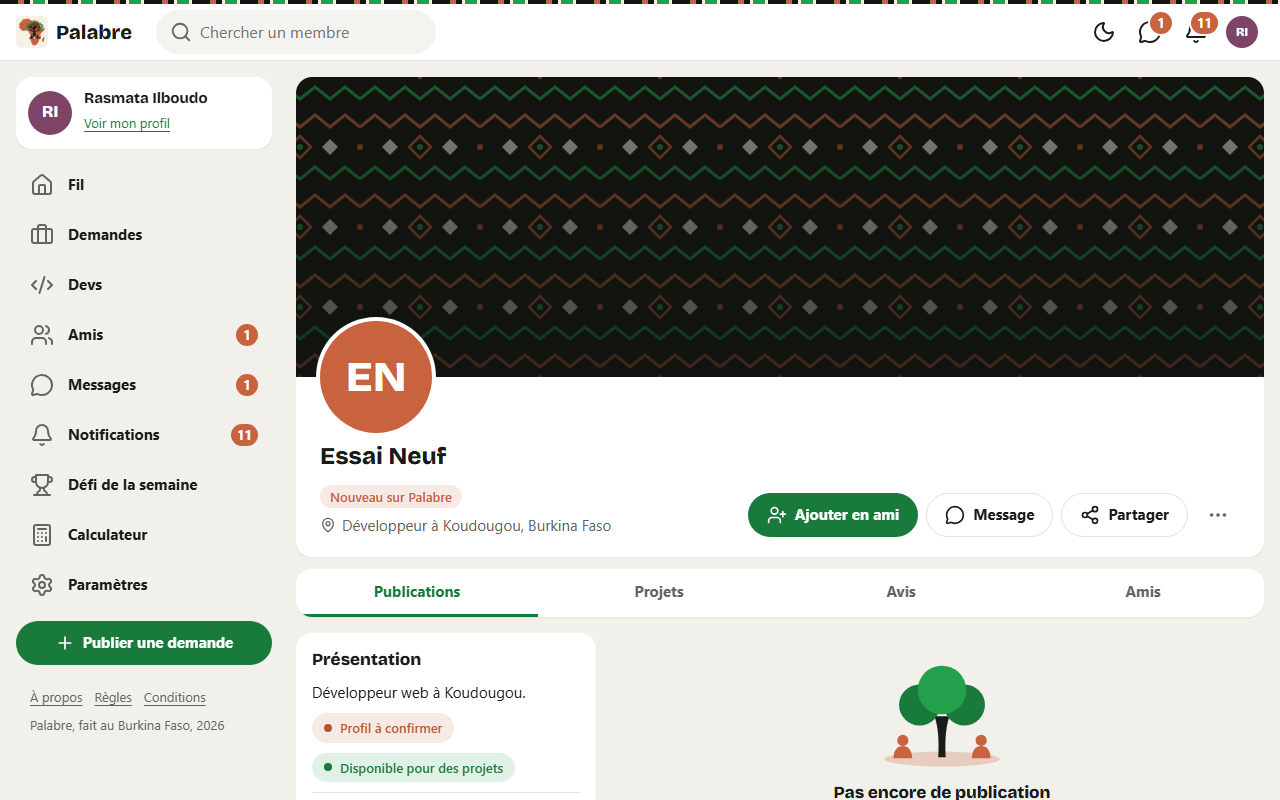 Palabre
Chercher un membre
1
11
RI
RI
Rasmata Ilboudo
Voir mon profil
Fil
Demandes
Devs
Amis
1
Messages
1
Notifications
11
Défi de la semaine
Calculateur
Paramètres
Publier une demande
À propos
Règles
Conditions
Palabre, fait au Burkina Faso, 2026
EN
Essai Neuf
Nouveau sur Palabre
Développeur à Koudougou, Burkina Faso
Ajouter en ami
Message
Partager
Publications
Projets
Avis
Amis
Présentation
Développeur web à Koudougou.
Profil à confirmer
Disponible pour des projets
Pas encore de publication